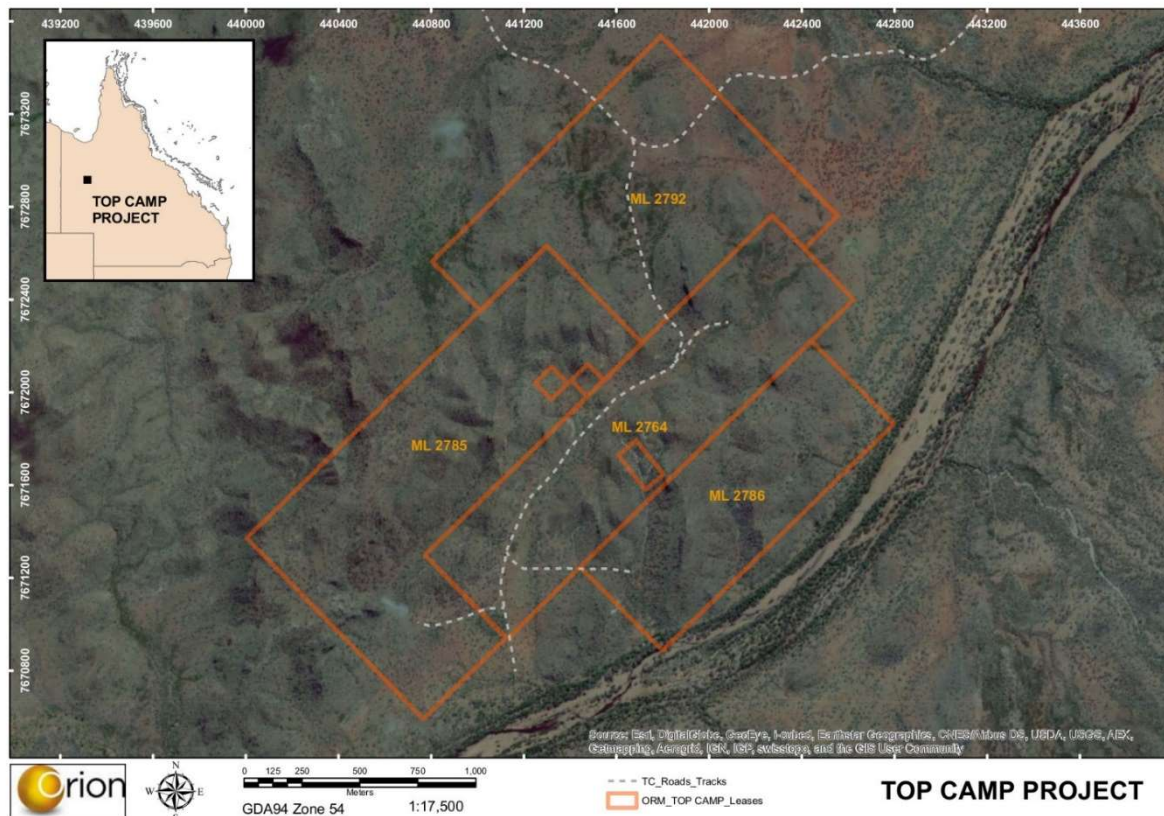 439200 439600 440000 440400 440800 441200 441600 442000 442400 442800 443200 443600
7673200
7672800
7672400
7672000
7671600
7671200
7670800
TOP CAMP
PROJECT
ML 2792
ML 2764
ML 2785
ML 2786
Source: Esri, DigitalGlobe, GeoEye, i-cubed, Earthstar Geographics, CNES/Airbus DS, USDA, USGS, AEX,
Getmapping, Aerogrid, IGN, IGP, swisstopo, and the GIS User Community
Orion
N
W E
S
0 125 250 500 750 1,000
Meters
GDA94 Zone 54 1:17,500
TC_Roads_Tracks
ORM_TOP CAMP_Leases
TOP CAMP PROJECT